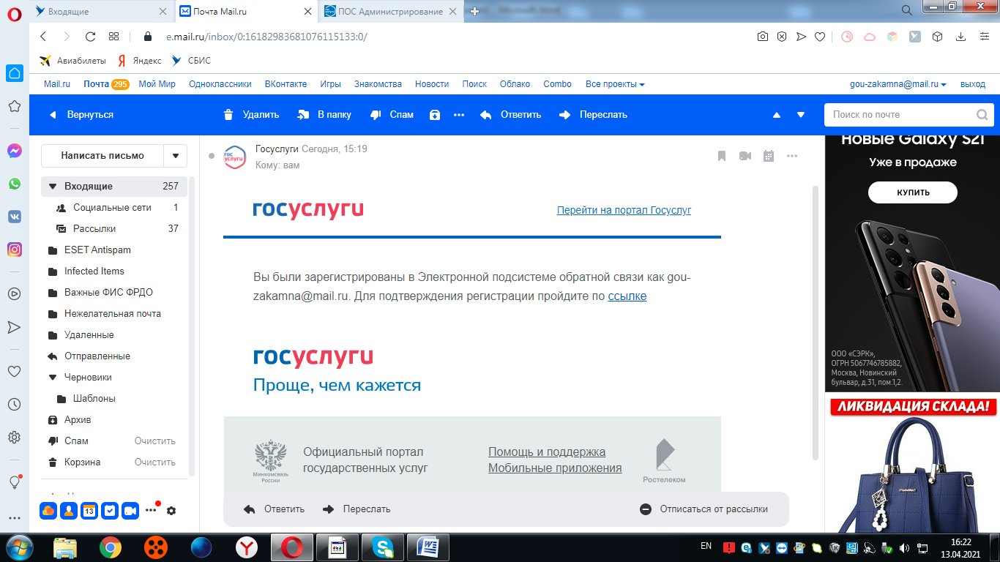 Входящие
Почта Mail.ru
ПОС Администрирование
e.mail.ru/inbox/0:16182983681076115133:0/
Авиабилеты
Яндекс
СБИС
Mail.ru
Почта 295
Мой Мир
Одноклассники
ВКонтакте
Игры
Знакомства
Новости
Поиск
Облако
Combo
Все проекты
gou-zakamna@mail.ru
выход
Вернуться
Удалить
В папку
Спам
Ответить
Переслать
Поиск по почте
Написать письмо
Входящие 257
Социальные сети 1
Рассылки 37
ESET Antispam
Infected Items
Важные ФИС ФРДО
Нежелательная почта
Удаленные
Отправленные
Черновики
Шаблоны
Архив
Спам Очистить
Корзина Очистить
13
Госуслуги Сегодня, 15:19
Кому: вам
гос
услуги
госуслуги
Перейти на портал Госуслуг
Вы были зарегистрированы в Электронной подсистеме обратной связи как gou-
zakamna@mail.ru. Для подтверждения регистрации пройдите по ссылке
госуслуги
Проще, чем кажется
Минкомсвязь
России
Официальный портал
государственных услуг
Помощь и поддержка
Мобильные приложения
Ростелеком
Ответить
Переслать
Отписаться от рассылки
Новые Galaxy S21
Уже в продаже
КУПИТЬ
ООО «СЭРК»,
ОГРН 5067746785882,
Москва, Новинский
бульвар, д.31, пом.1,2.
ЛИКВИДАЦИЯ СКЛАДА!
EN
16:22
13.04.2021